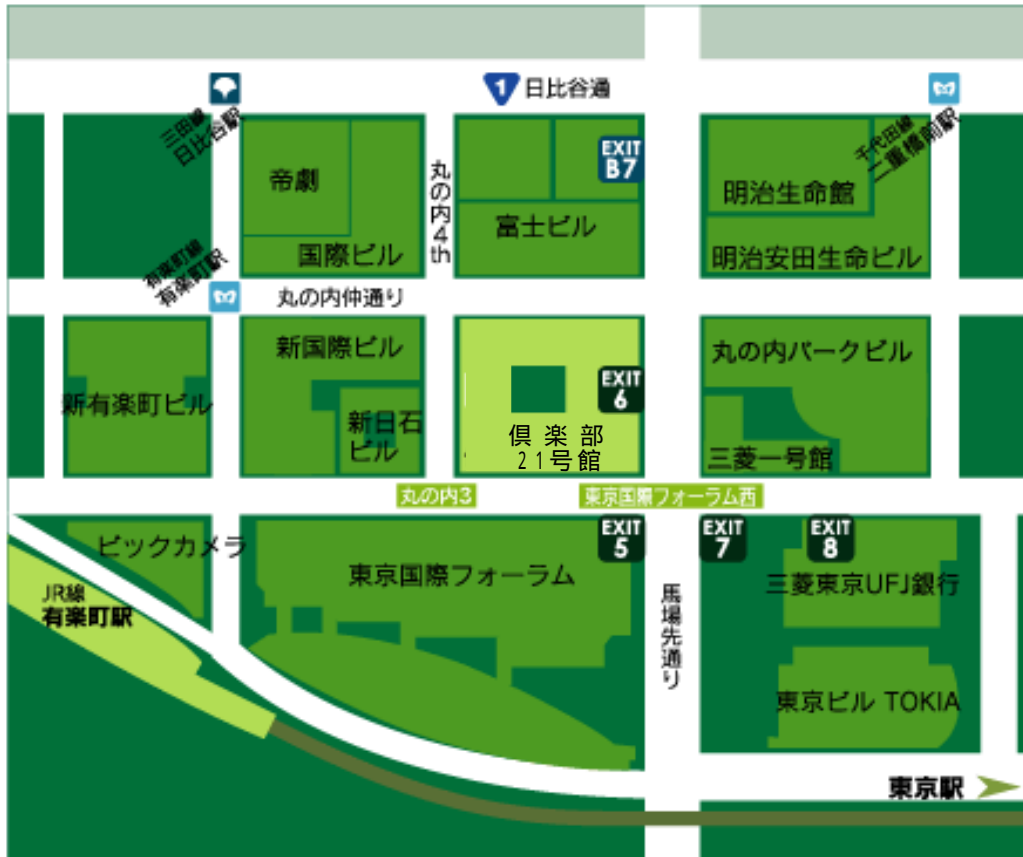 1 日比谷通
三田線
日比谷駅
千代田線
二重橋前駅
帝劇
国際ビル
丸の内4th
EXIT
B7
富士ビル
明治生命館
明治安田生命ビル
有楽町線
有楽町駅
丸の内仲通り
新有楽町ビル
新国際ビル
新日石
ビル
EXIT
6
倶楽部
21号館
丸の内パークビル
三菱一号館
丸の内3
東京国際フォーラム西
ビックカメラ
JR線
有楽町駅
東京国際フォーラム
EXIT
5
馬場先通り
EXIT
7
EXIT
8
三菱東京UFJ銀行
東京ビル TOKIA
東京駅